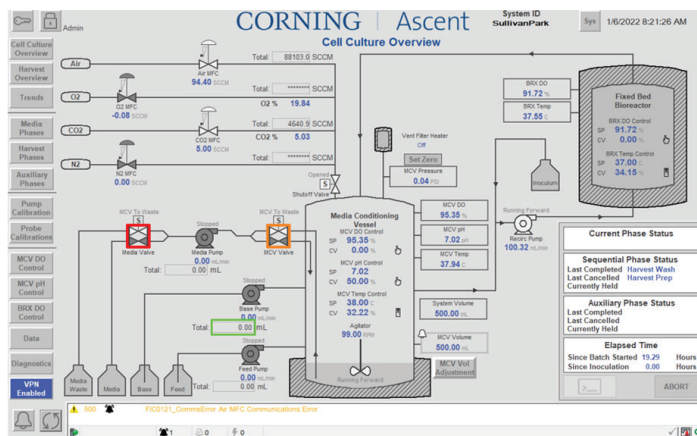 CORNING | Ascent
System ID
SullivanPark
Sys
1/6/2022 8:21:26 AM
Admin
Cell Culture Overview
Cell Culture
Overview
Harvest
Overview
Trends
Media
Phases
Harvest
Phases
Auxiliary
Phases
Pump
Calibration
Probe
Calibrations
MCV DO
Control
MCV pH
Control
BRX DO
Control
Data
Diagnostics
VPN
Enabled
Air
Air MFC
94.40 SCCM
Total: 88103.0 SCCM
O2
O2 MFC
-0.08 SCCM
Total: ******** SCCM
O2 % 19.84
CO2
CO2 MFC
5.00 SCCM
Total: 4640.9 SCCM
CO2 % 5.03
N2
N2 MFC
0.00 SCCM
Total: ******** SCCM
Opened
S
Shutoff Valve
Vent Filter Heater
Off
Set Zero
MCV Pressure
0.04 PSI
BRX DO
91.72 %
BRX Temp
37.55 C
Fixed Bed
Bioreactor
BRX DO Control
SP 91.72 %
CV 0.00 %
BRX Temp Control
SP 37.00 C
CV 34.15 %
Inoculum
Running Forward
Recirc Pump
100.32 mL/min
MCV To Waste
S
Media Valve
Stopped
Media Pump
0.00 mL/min
Total: 0.00 mL
MCV To Waste
S
MCV Valve
Media Conditioning
Vessel
MCV DO Control
SP 95.35 %
CV 0.00 %
MCV pH Control
SP 7.02
CV 50.00 %
MCV Temp Control
SP 38.00 C
CV 32.22 %
Agitator
99.00 RPM
Running Forward
MCV DO
95.35 %
MCV pH
7.02 pH
MCV Temp
37.94 C
System Volume
500.00 mL
MCV Volume
500.00 mL
MCV Vol
Adjustment
Stopped
Base Pump
0.00 mL/min
Total: 0.00 mL
Stopped
Feed Pump
0.00 mL/min
Total: 0.00 mL
Media
Waste
Media
Base
Feed
Current Phase Status
Sequential Phase Status
Last Completed Harvest Wash
Last Cancelled Harvest Prep
Currently Held
Auxiliary Phase Status
Last Completed
Last Cancelled
Currently Held
Elapsed Time
Since Batch Started 19.29 Hours
Since Inoculation 0.00 Hours
>_
ABORT
500 FIC0121_CommsError Air MFC Communications Error
1 0 0